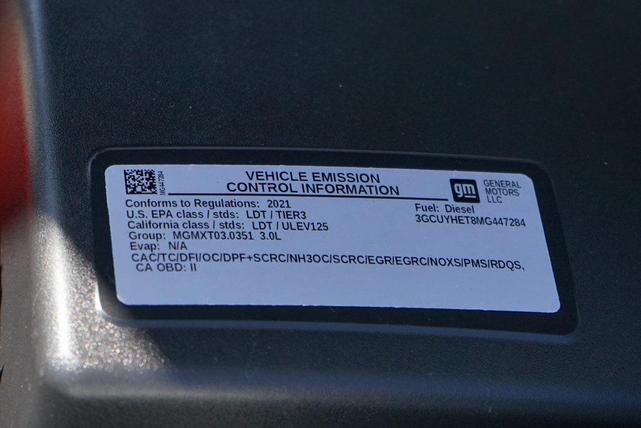 VEHICLE EMISSION
CONTROL INFORMATION
gm
GENERAL
MOTORS
LLC
MG447284
Conforms to Regulations: 2021
U.S. EPA class / stds: LDT / TIER3
California class / stds: LDT / ULEV125
Group: MGMXT03.0351 3.0L
Evap: N/A
Fuel: Diesel
3GCUYHET8MG447284
CAC/TC/DFI/OC/DPF+SCRC/NH3OC/SCRC/EGR/EGRC/NOXS/PMS/RDQS,
CA OBD: II